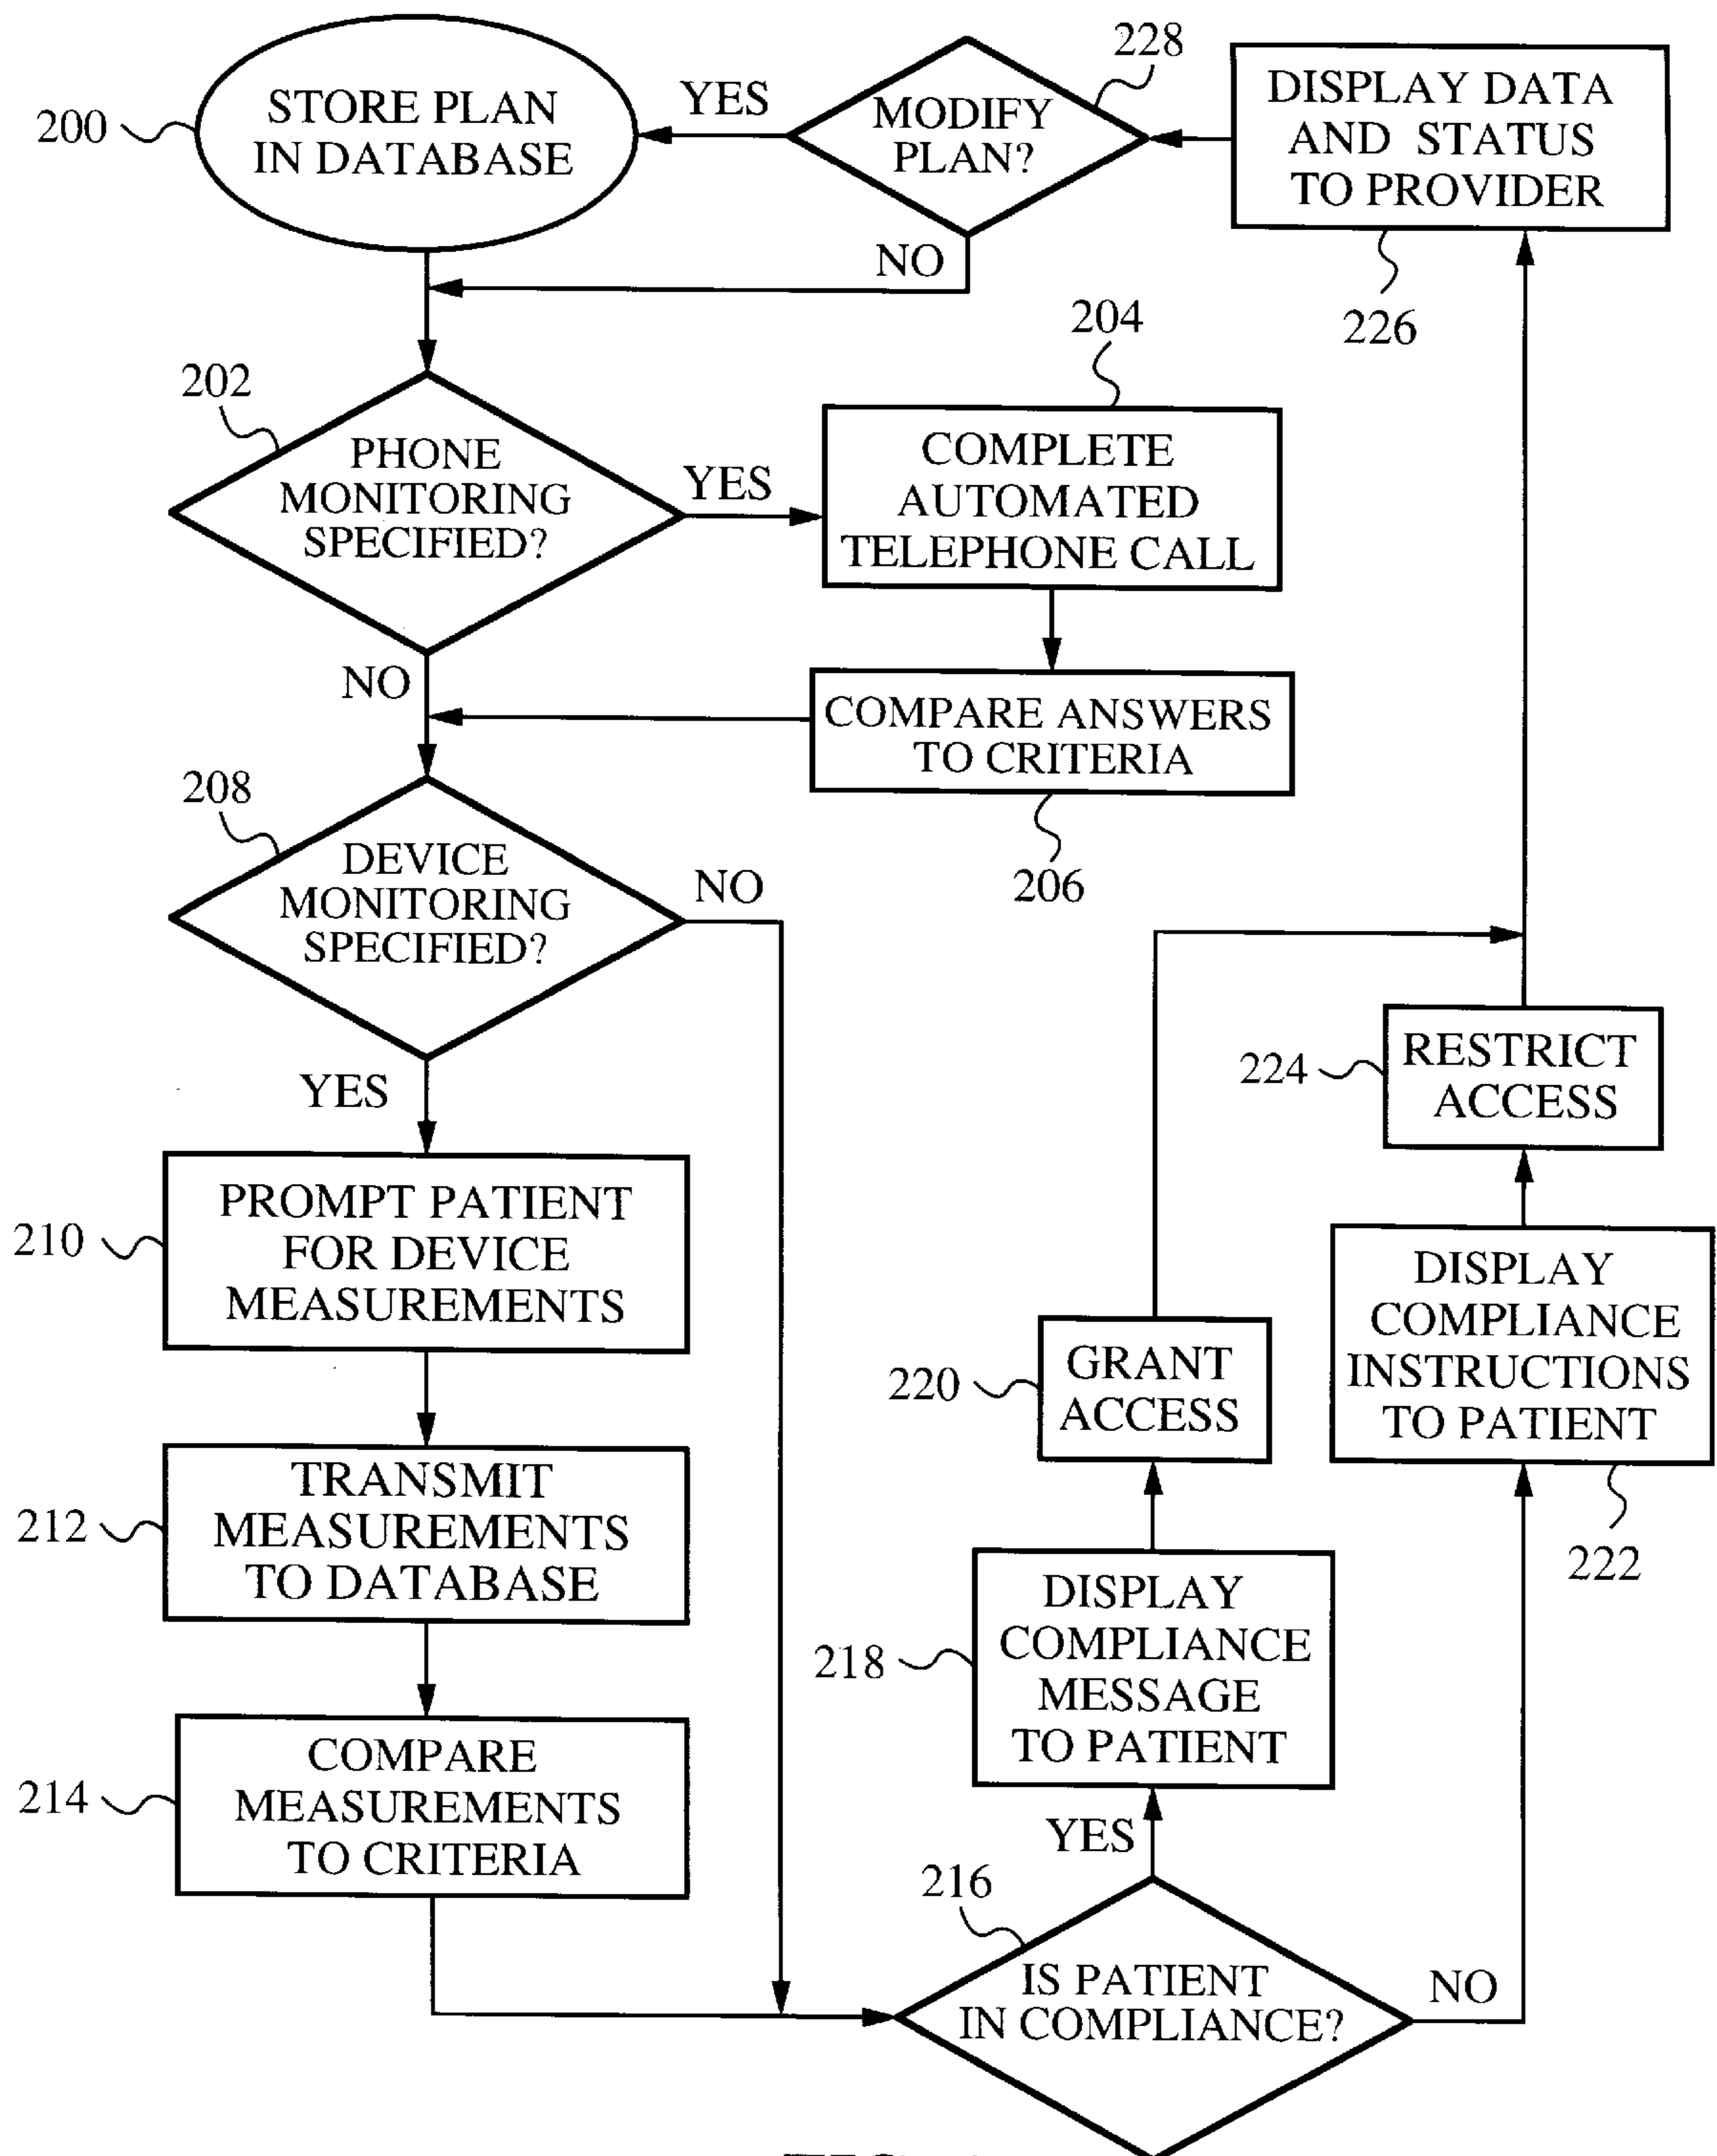 200
STORE PLAN
IN DATABASE
YES
MODIFY
PLAN?
228
NO
DISPLAY DATA
AND STATUS
TO PROVIDER
226
202
PHONE
MONITORING
SPECIFIED?
YES
NO
204
COMPLETE
AUTOMATED
TELEPHONE CALL
COMPARE ANSWERS
TO CRITERIA
206
208
DEVICE
MONITORING
SPECIFIED?
NO
YES
210
PROMPT PATIENT
FOR DEVICE
MEASUREMENTS
212
TRANSMIT
MEASUREMENTS
TO DATABASE
214
COMPARE
MEASUREMENTS
TO CRITERIA
216
IS PATIENT
IN COMPLIANCE?
YES
NO
218
DISPLAY
COMPLIANCE
MESSAGE
TO PATIENT
220
GRANT
ACCESS
DISPLAY
COMPLIANCE
INSTRUCTIONS
TO PATIENT
222
224
RESTRICT
ACCESS